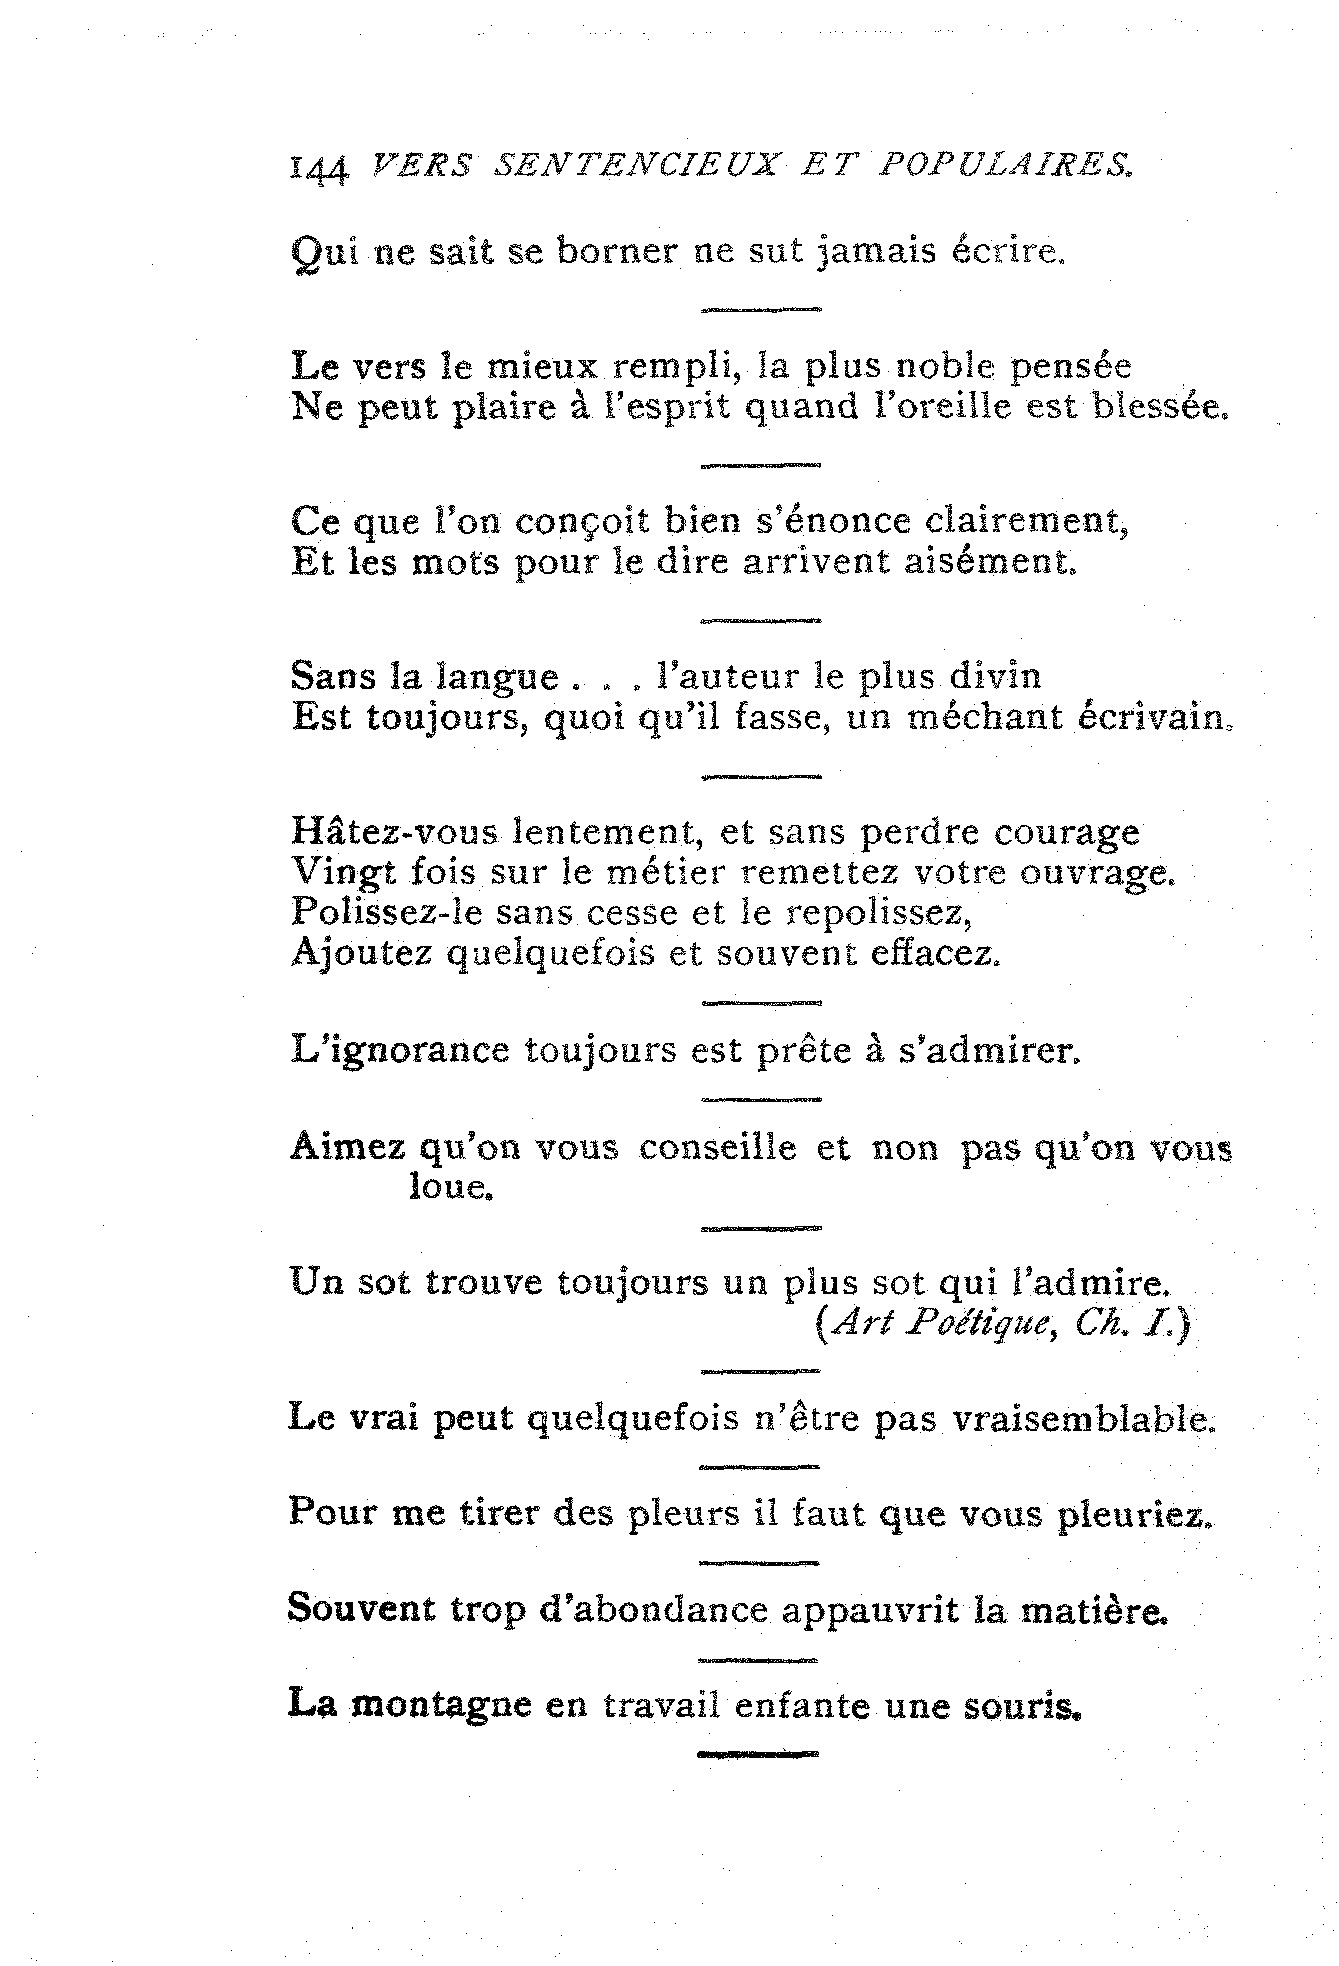 144 VERS SENTENCIEUX ET POPULAIRES.
Qui ne sait se borner ne sut jamais écrire.
Le vers le mieux rempli, la plus noble pensée
Ne peut plaire à l'esprit quand l'oreille est blessée.
Ce que l'on conçoit bien s'énonce clairement,
Et les mots pour le dire arrivent aisément.
Sans la langue . . . l'auteur le plus divin
Est toujours, quoi qu'il fasse, un méchant écrivain.
Hâtez-vous lentement, et sans perdre courage
Vingt fois sur le métier remettez votre ouvrage.
Polissez-le sans cesse et le repolissez,
Ajoutez quelquefois et souvent effacez.
L'ignorance toujours est prête à s'admirer.
Aimez qu'on vous conseille et non pas qu'on vous
loue.
Un sot trouve toujours un plus sot qui l'admire.
(Art Poétique, Ch. I.)
Le vrai peut quelquefois n'être pas vraisemblable.
Pour me tirer des pleurs il faut que vous pleuriez.
Souvent trop d'abondance appauvrit la matière.
La montagne en travail enfante une souris.